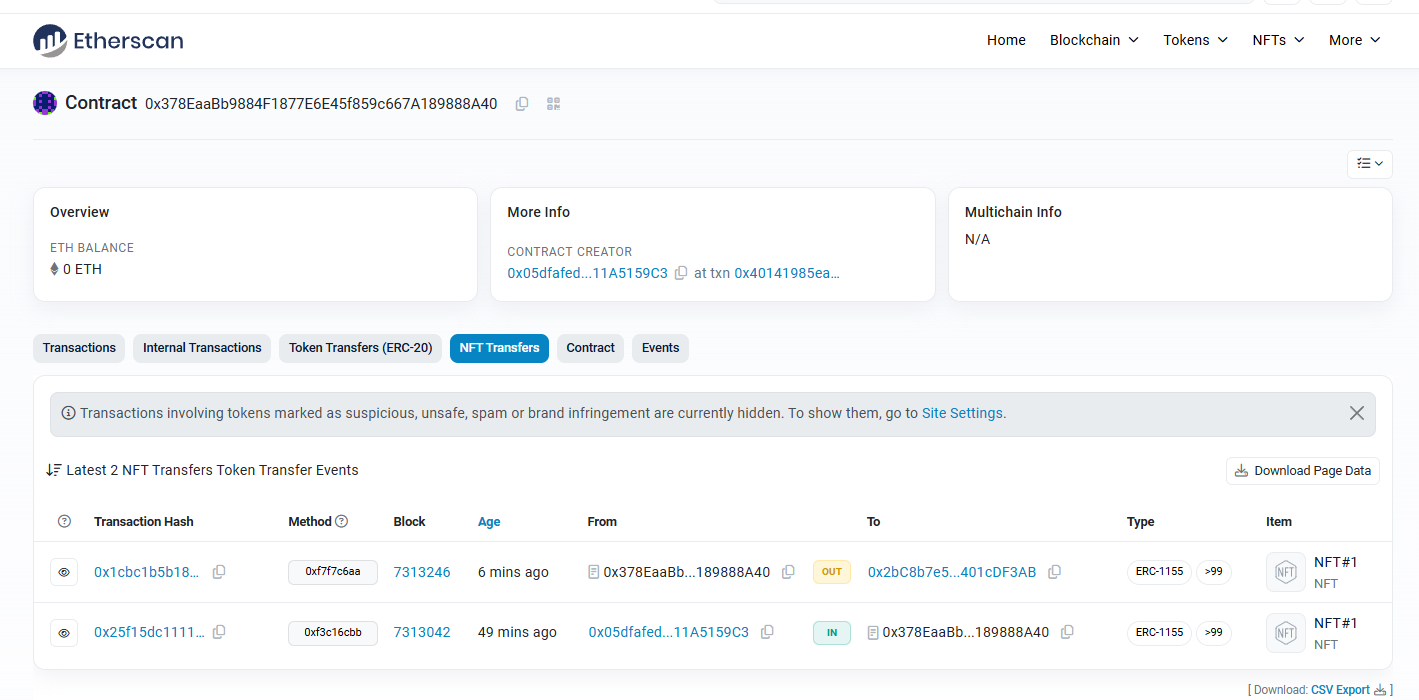 Etherscan
Home Blockchain Tokens NFTs More
Contract 0x378EaaBb9884F1877E6E45f859c667A189888A40
Overview
ETH BALANCE
0 ETH
More Info
CONTRACT CREATOR
0x05dfafed...11A5159C3 at txn 0x40141985ea...
Multichain Info
N/A
Transactions Internal Transactions Token Transfers (ERC-20) NFT Transfers Contract Events
Transactions involving tokens marked as suspicious, unsafe, spam or brand infringement are currently hidden. To show them, go to Site Settings.
Latest 2 NFT Transfers Token Transfer Events
Download Page Data
Transaction Hash Method Block Age From To Type Item
0x1cbc1b5b18... 0xf7f7c6aa 7313246 6 mins ago 0x378EaaBb...189888A40 OUT 0x2bC8b7e5...401cDF3AB ERC-1155 >99 NFT NFT#1
NFT
0x25f15dc1111... 0xf3c16cbb 7313042 49 mins ago 0x05dfafed...11A5159C3 IN 0x378EaaBb...189888A40 ERC-1155 >99 NFT NFT#1
NFT
[ Download: CSV Export ]